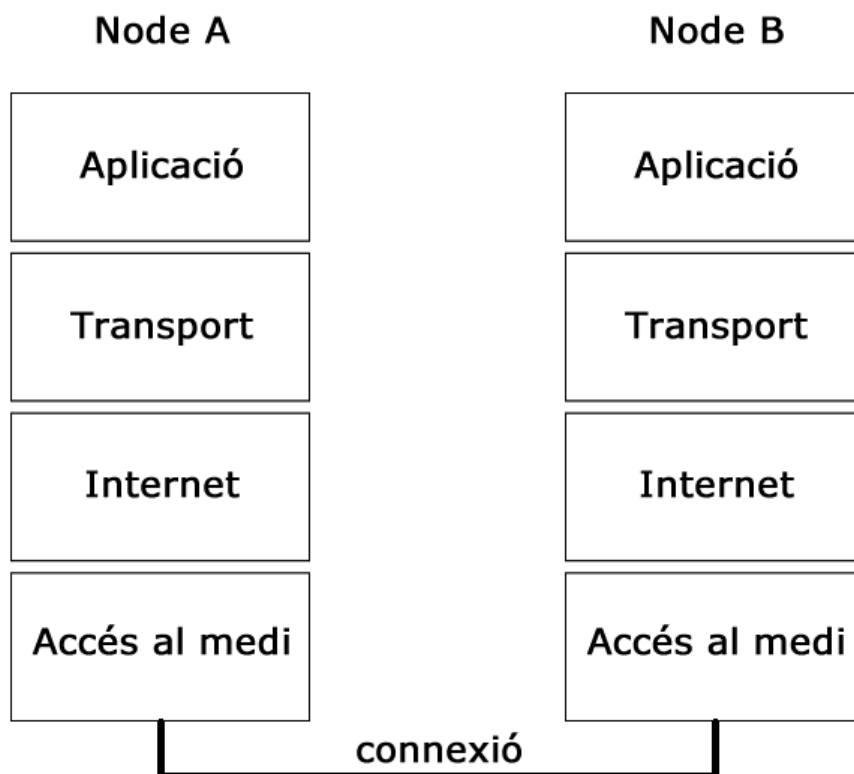 Node A
Node B
Aplicació
Aplicació
Transport
Transport
Internet
Internet
Accés al medi
Accés al medi
connexió